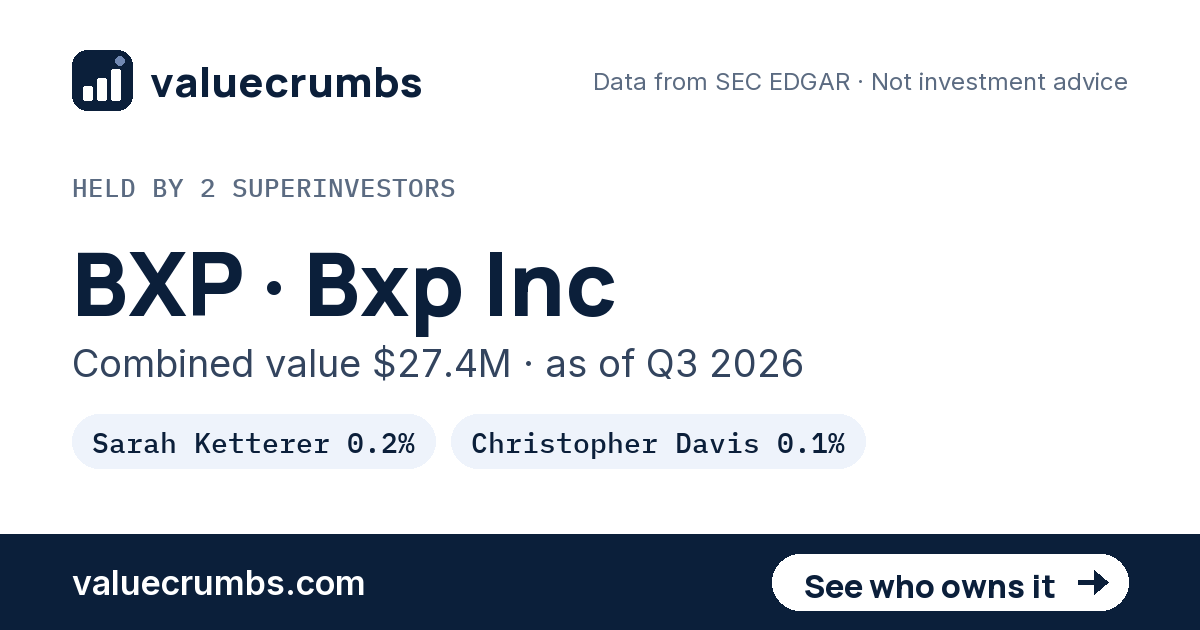 valuecrumbs
Data from SEC EDGAR · Not investment advice
HELD BY 2 SUPERINVESTORS
BXP · Bxp Inc
Combined value $27.4M · as of Q3 2026
Sarah Ketterer 0.2%
Christopher Davis 0.1%
valuecrumbs.com
See who owns it →